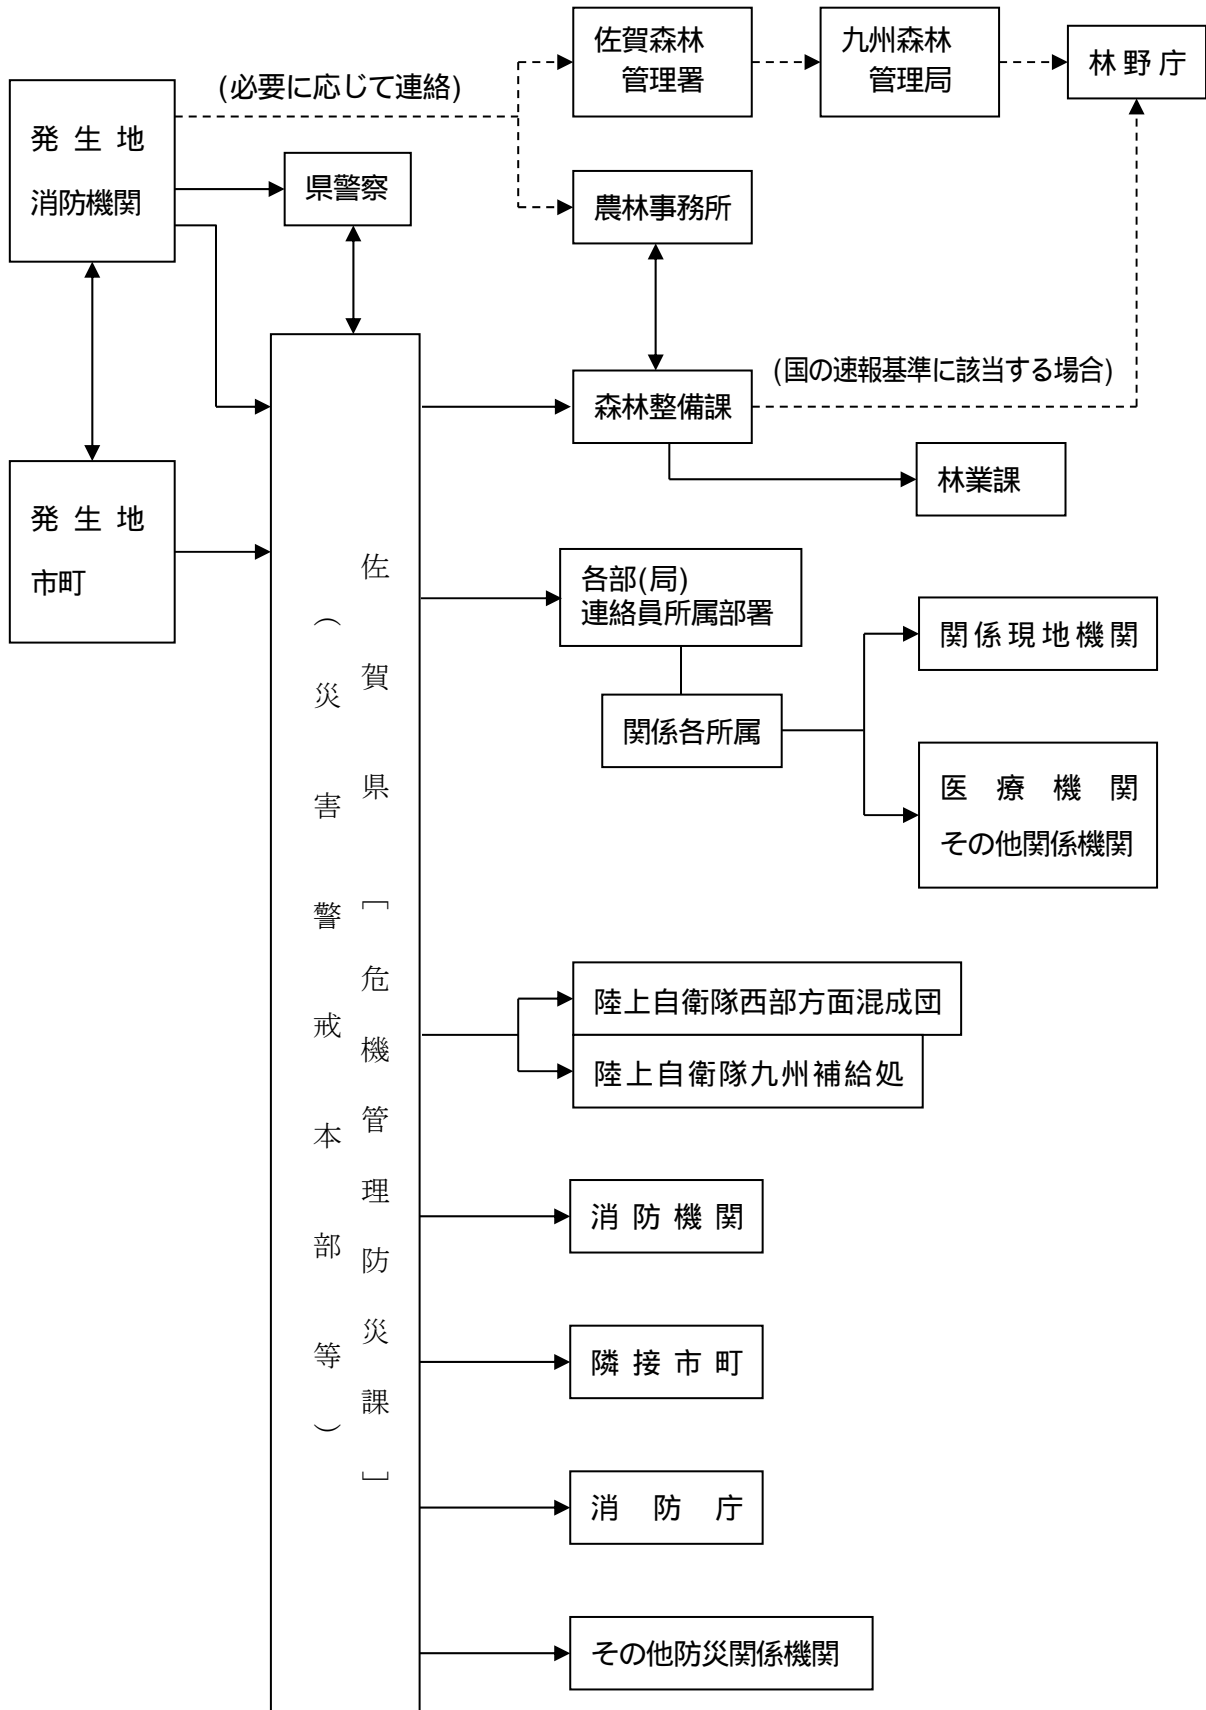 佐賀森林
管理署
九州森林
管理局
林野庁
(必要に応じて連絡)
発生地
消防機関
県警察
農林事務所
(国の速報基準に該当する場合)
森林整備課
林業課
発生地
市町
佐賀県［危機管理防災課］
（災害警戒本部等）
各部(局)
連絡員所属部署
関係現地機関
関係各所属
医療機関
その他関係機関
陸上自衛隊西部方面混成団
陸上自衛隊九州補給処
消防機関
隣接市町
消防庁
その他防災関係機関